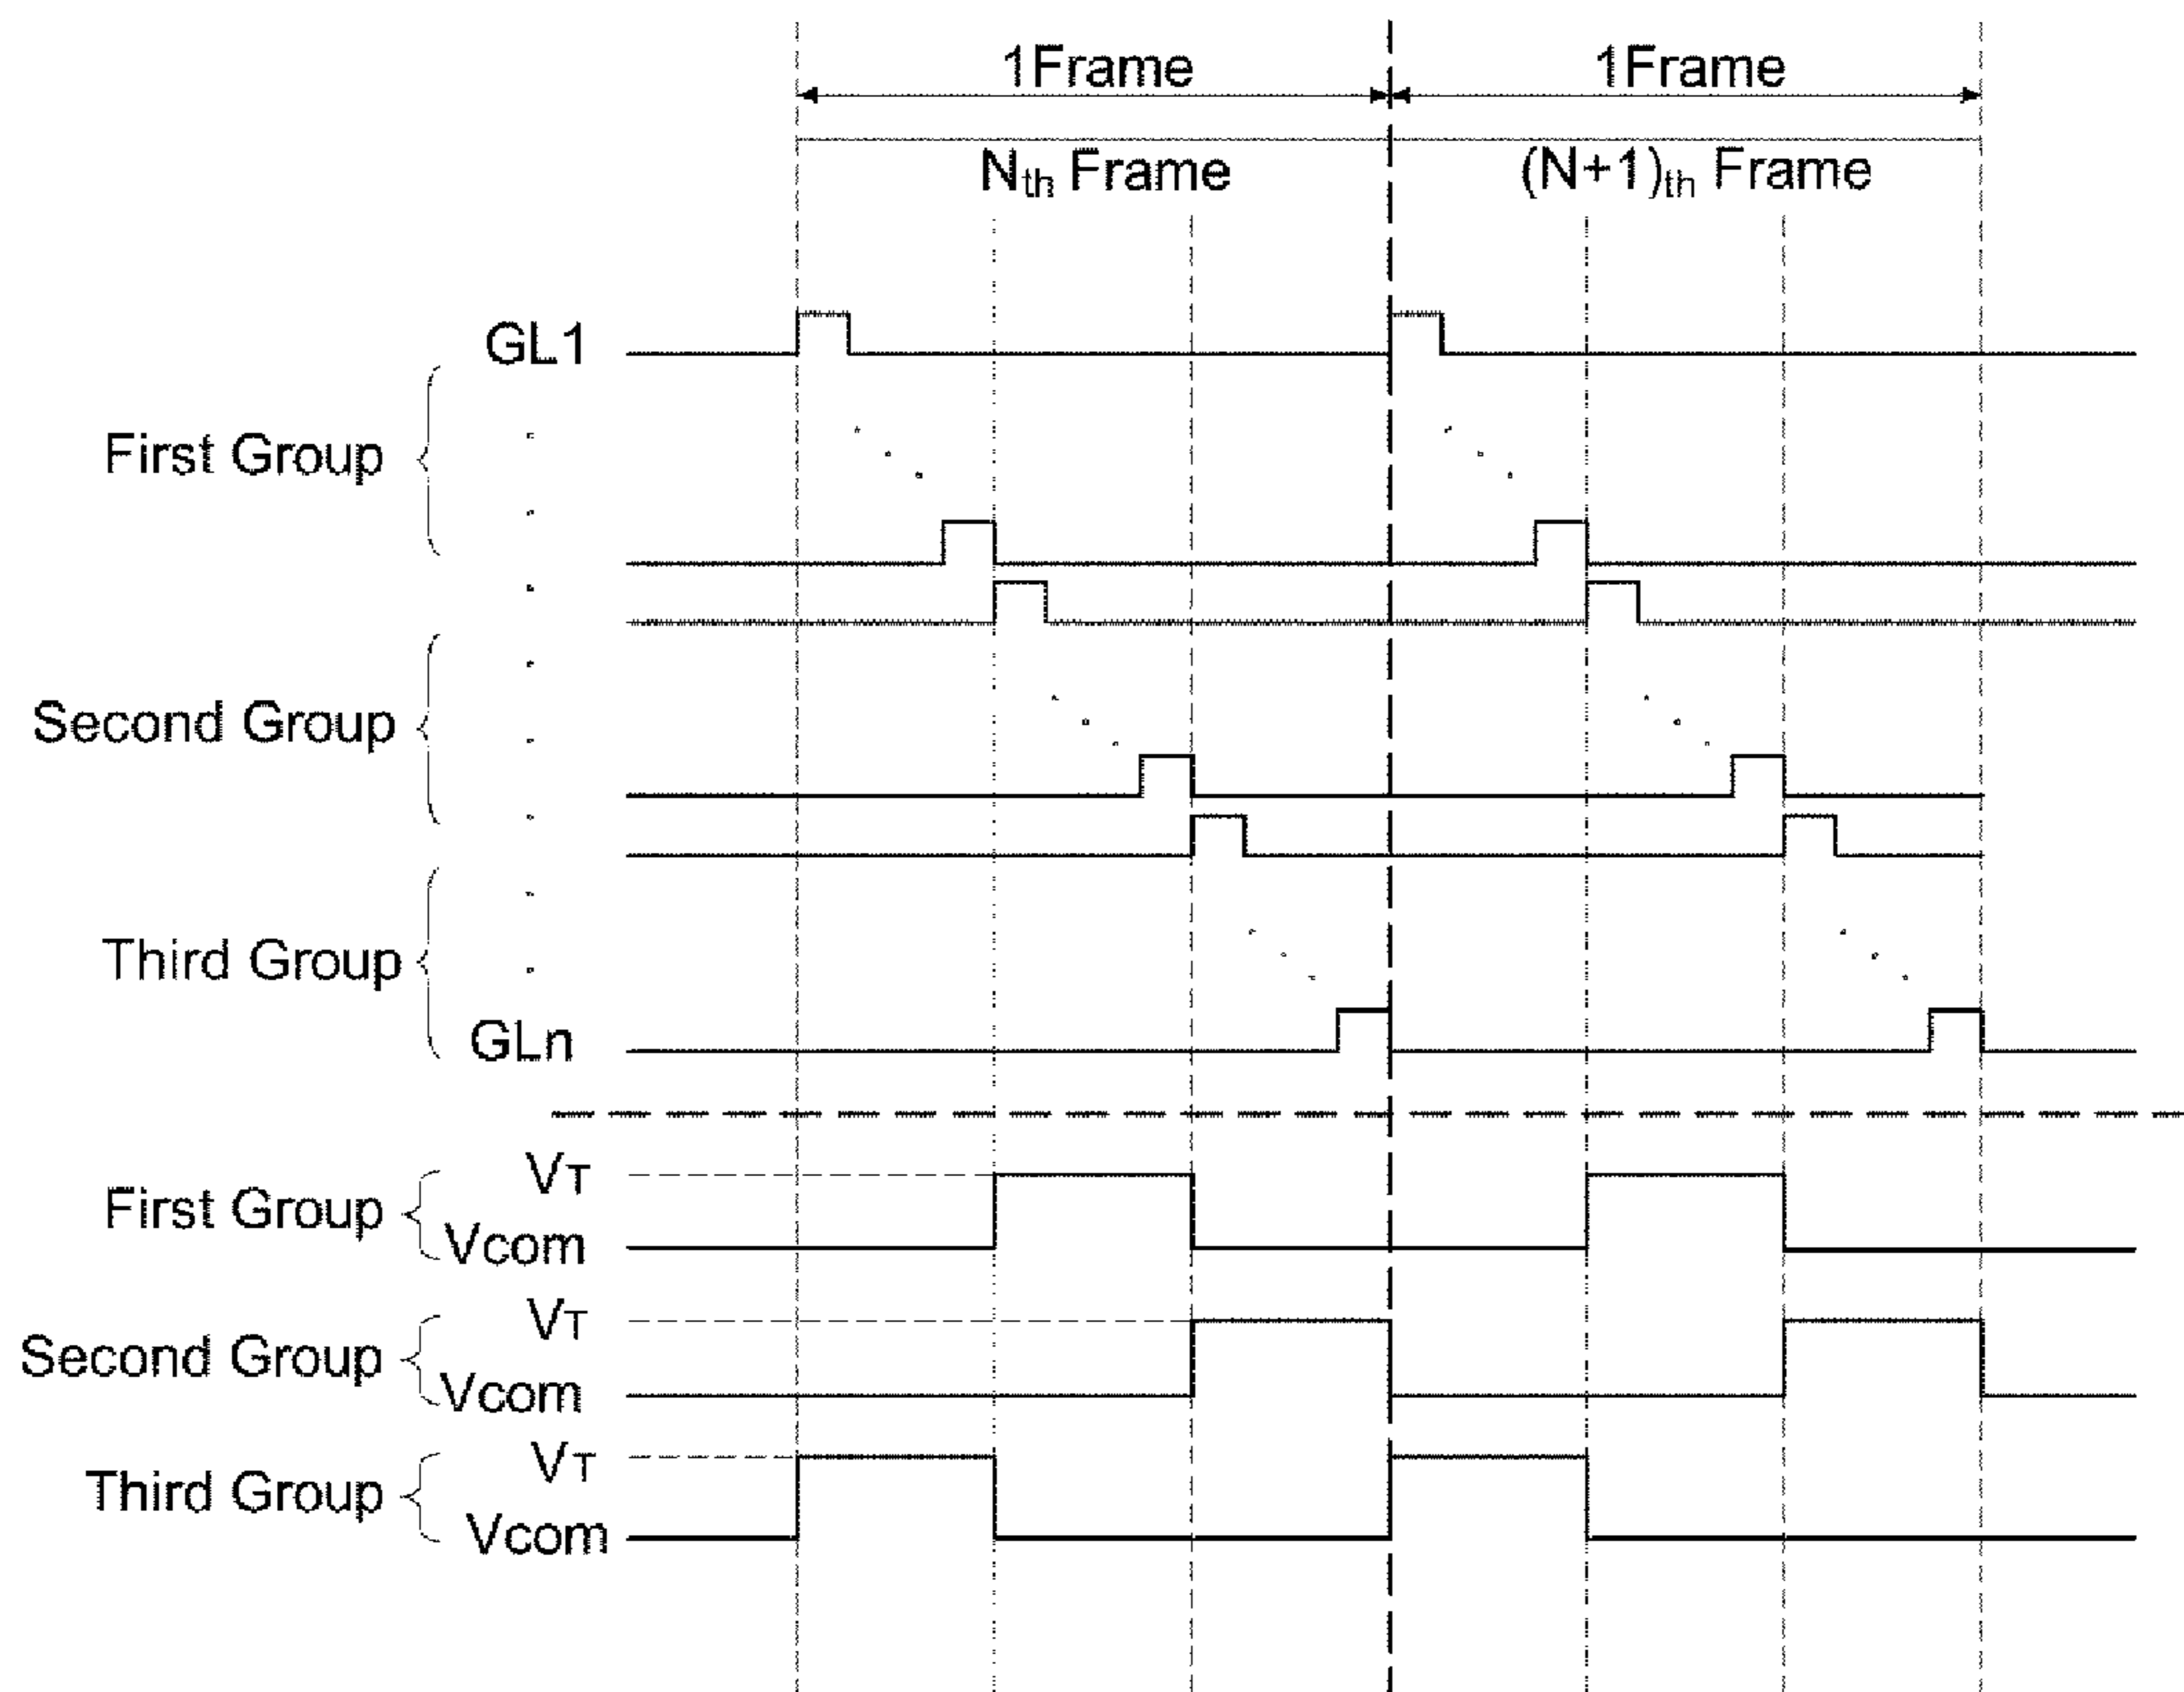 1Frame 1Frame
Nth Frame (N+1)th Frame
GL1
First Group
Second Group
Third Group
GLn
First Group
VT
Vcom
Second Group
VT
Vcom
Third Group
VT
Vcom